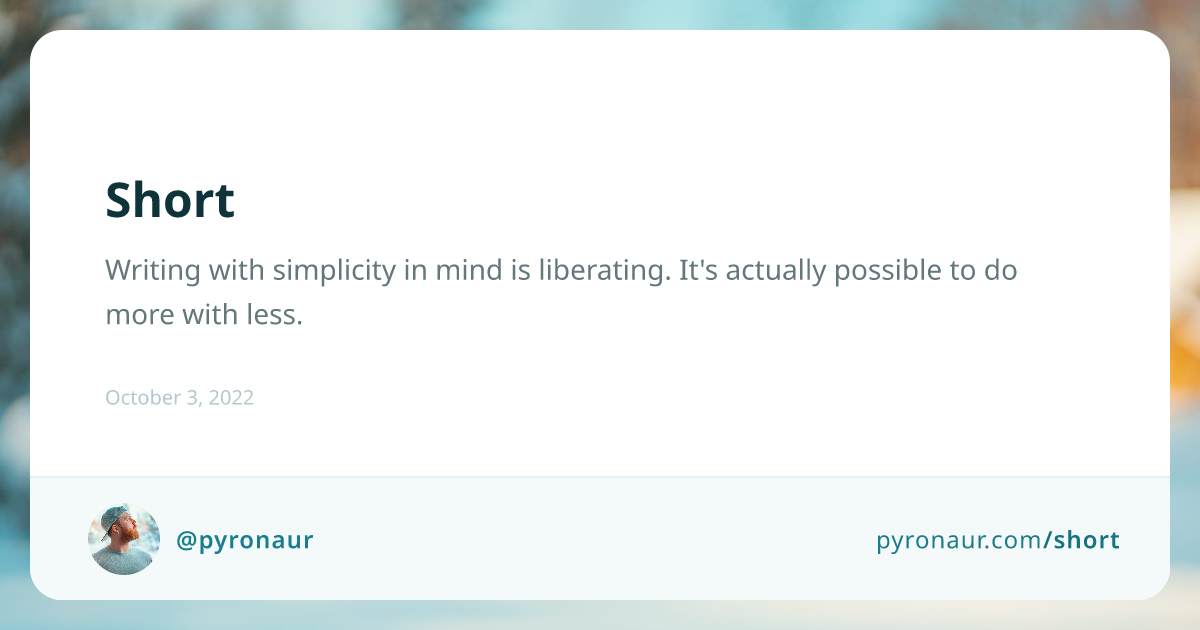 Short
Writing with simplicity in mind is liberating. It's actually possible to do
more with less.
October 3, 2022
@pyronaur
pyronaur.com/short